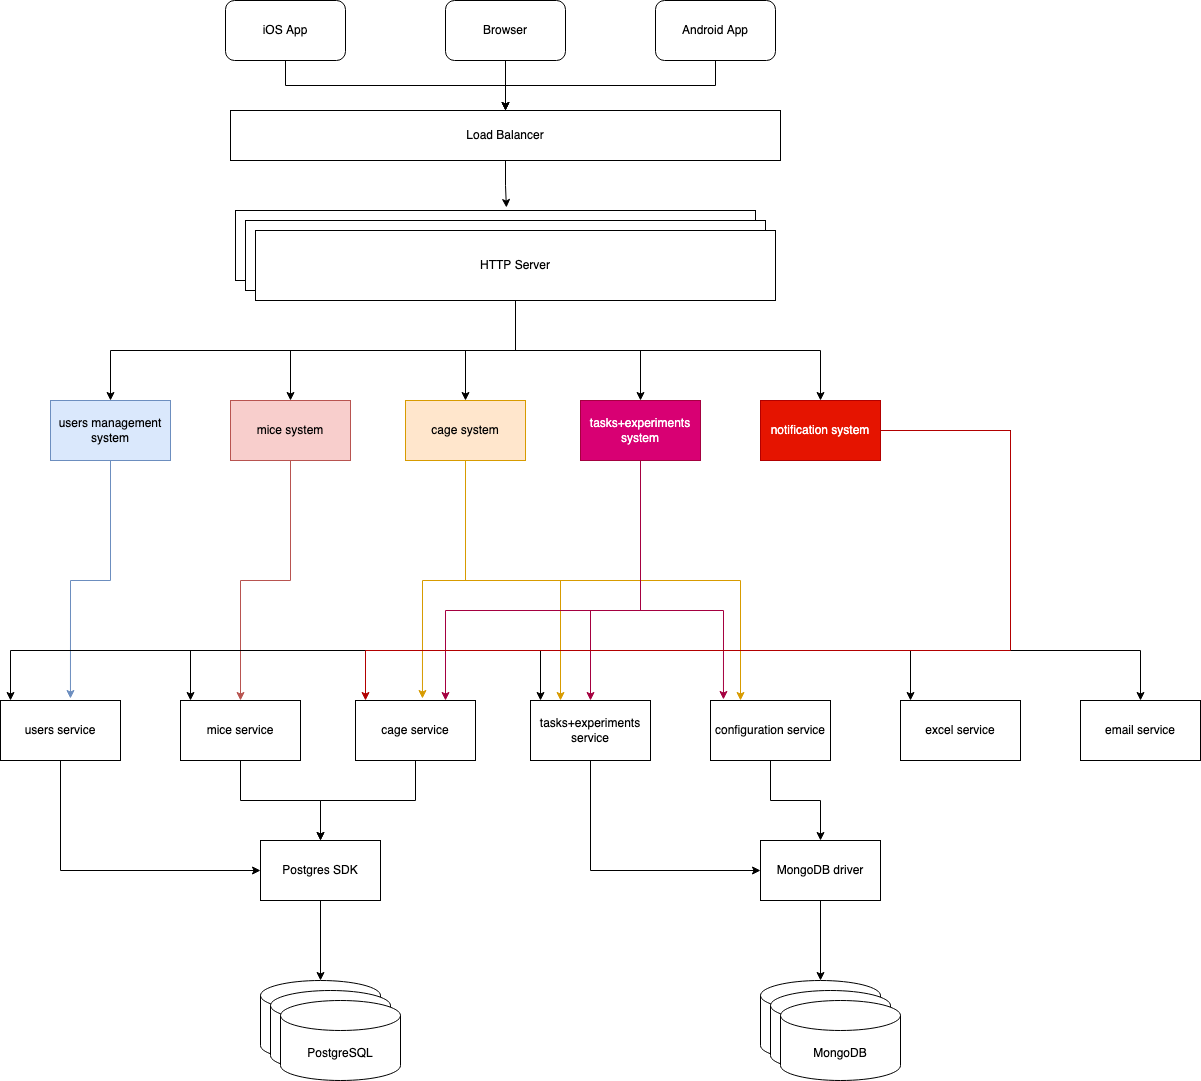 iOS App
Browser
Android App
Load Balancer
HTTP Server
users management
system
mice system
cage system
tasks+experiments
system
notification system
users service
mice service
cage service
tasks+experiments
service
configuration service
excel service
email service
Postgres SDK
MongoDB driver
PostgreSQL
MongoDB